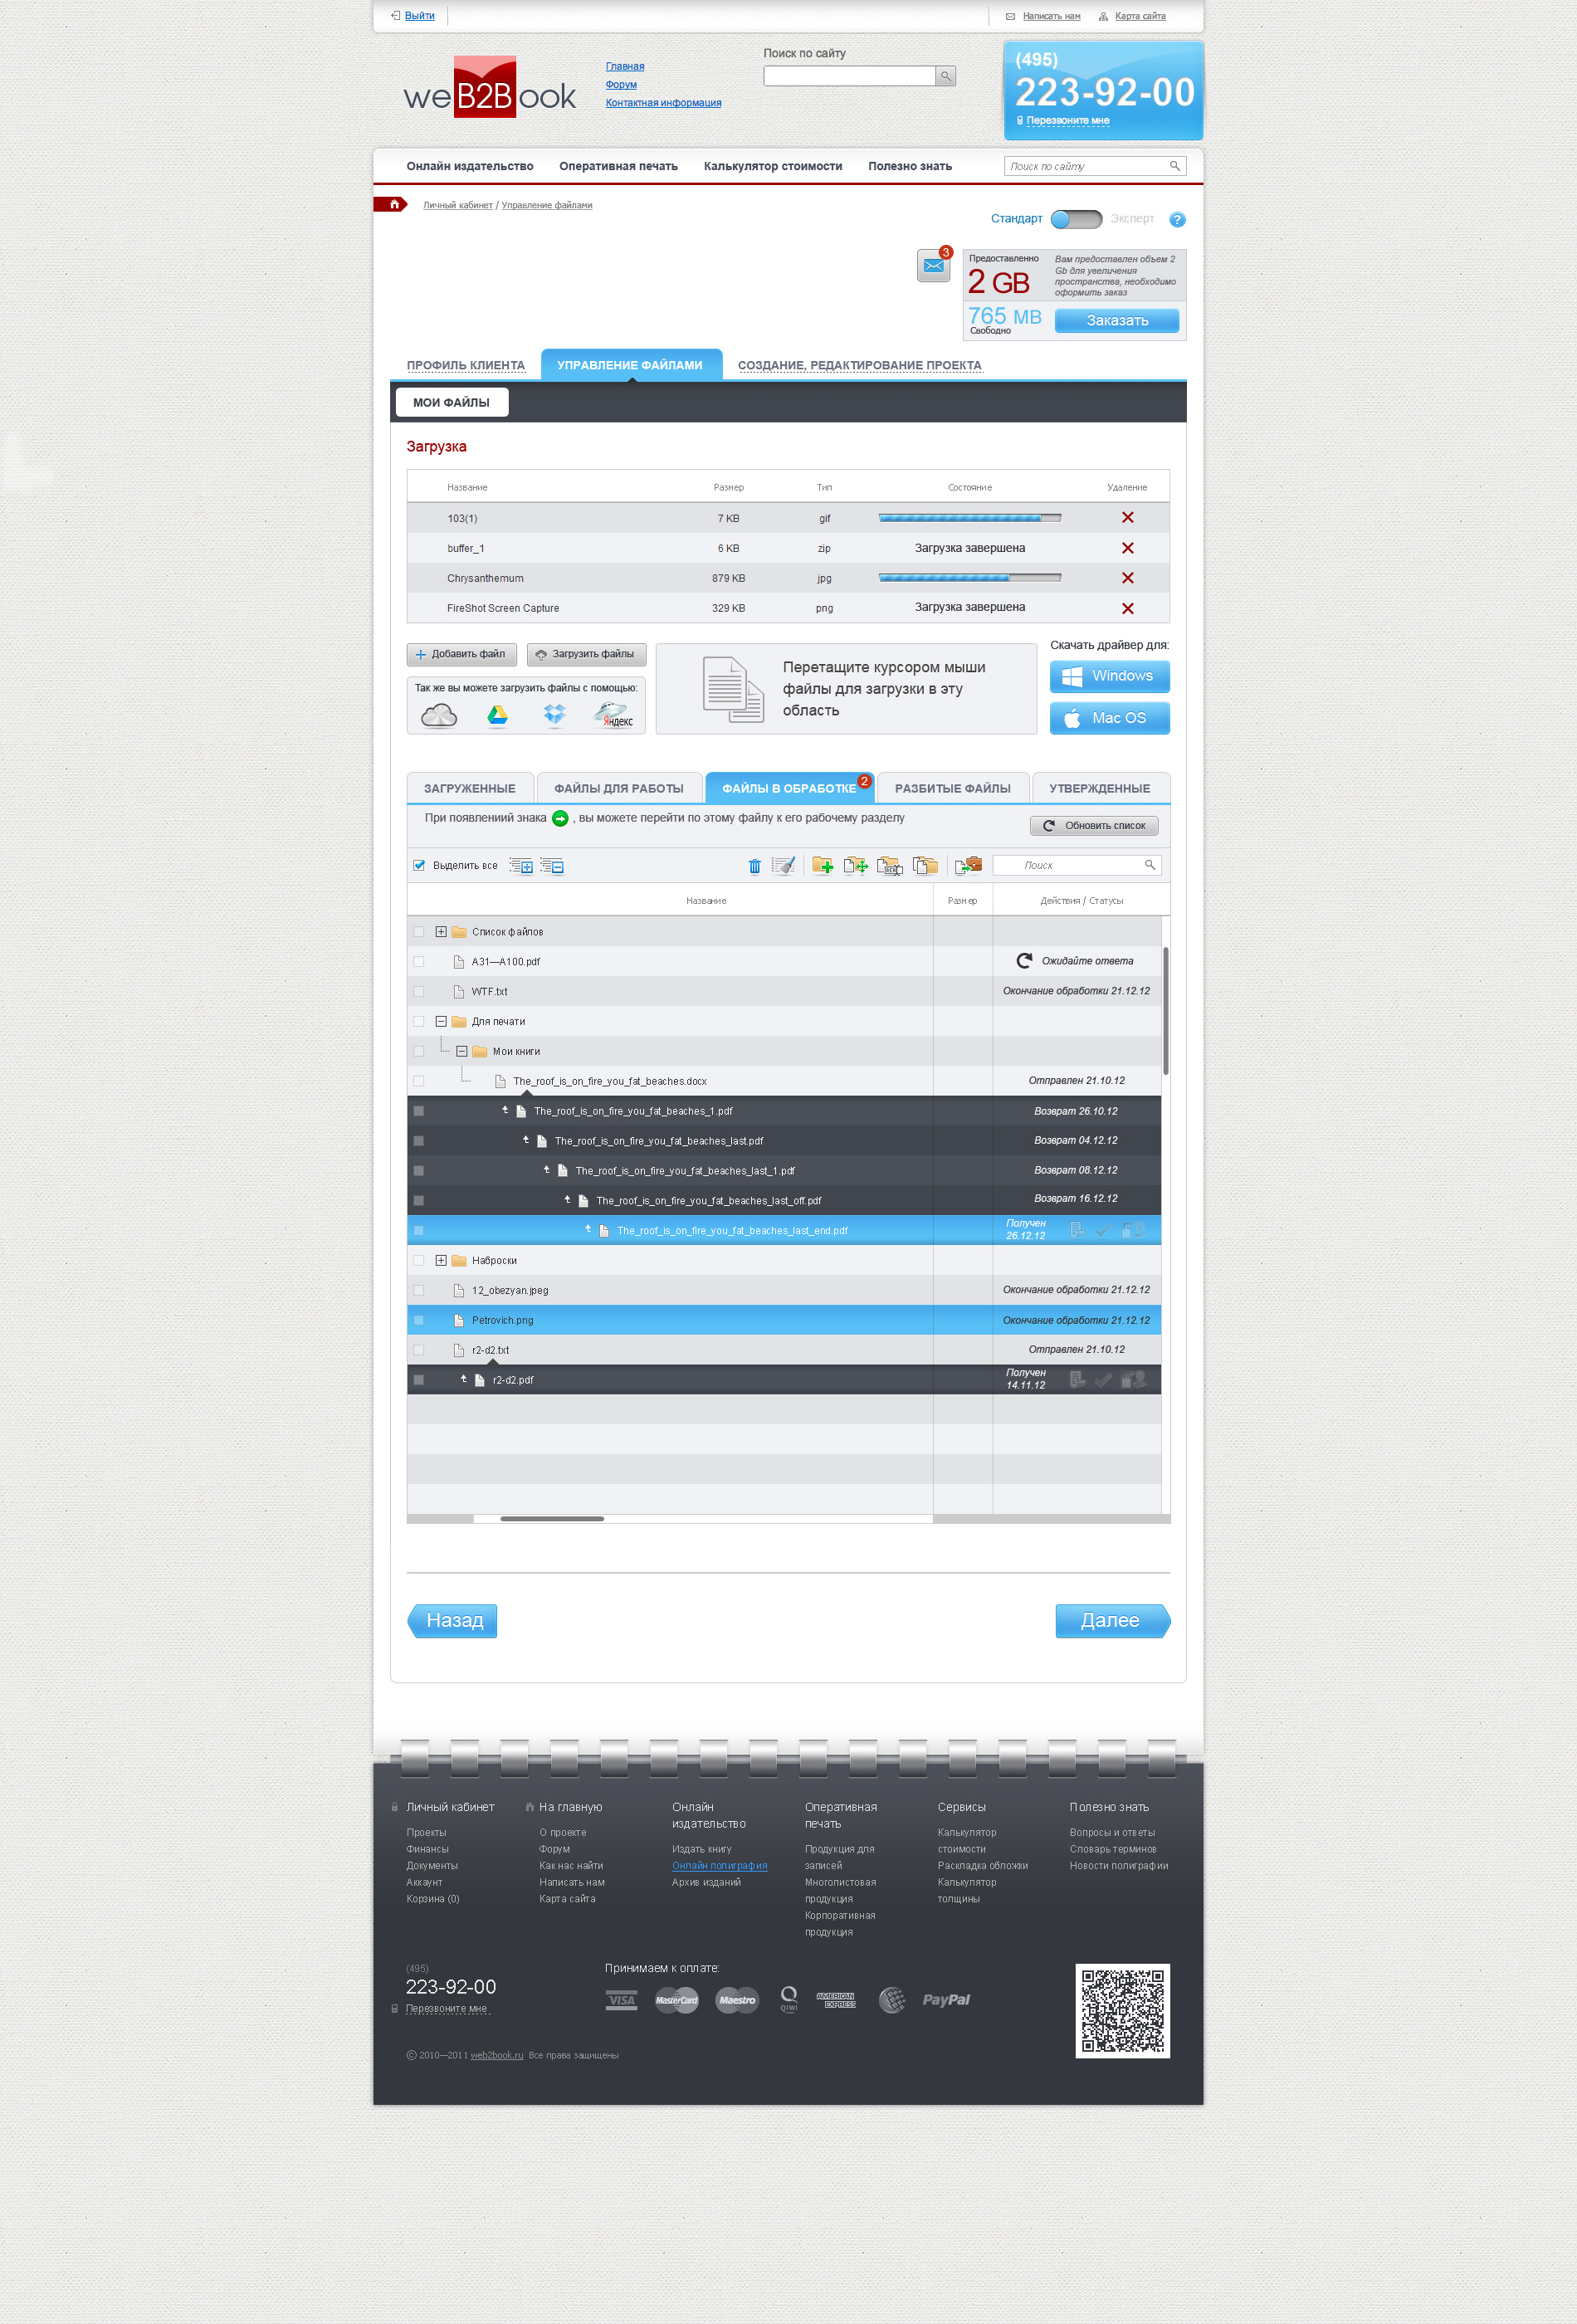 Выйти
Написать нам
Карта сайта
weB2Book
Главная
Форум
Контактная информация
Поиск по сайту
(495)
223-92-00
Перезвоните мне
Онлайн издательство
Оперативная печать
Калькулятор стоимости
Полезно знать
Поиск по сайту
Личный кабинет / Управление файлами
Стандарт
Эксперт
?
3
Предоставленно
2 GB
Вам предоставлен объем 2
Gb для увеличения
пространства, необходимо
оформить заказ
765 MB
Свободно
Заказать
ПРОФИЛЬ КЛИЕНТА
УПРАВЛЕНИЕ ФАЙЛАМИ
СОЗДАНИЕ, РЕДАКТИРОВАНИЕ ПРОЕКТА
МОИ ФАЙЛЫ
Загрузка
Название Размер Тип Состояние Удаление
103(1) 7 KB gif
buffer_1 6 KB zip Загрузка завершена
Chrysanthemum 879 KB jpg
FireShot Screen Capture 329 KB png Загрузка завершена
Добавить файл
Загрузить файлы
Так же вы можете загрузить файлы с помощью:
Яндекс
Перетащите курсором мыши
файлы для загрузки в эту
область
Скачать драйвер для:
Windows
Mac OS
ЗАГРУЖЕННЫЕ
ФАЙЛЫ ДЛЯ РАБОТЫ
ФАЙЛЫ В ОБРАБОТКЕ
2
РАЗБИТЫЕ ФАЙЛЫ
УТВЕРЖДЕННЫЕ
При появлениии знака , вы можете перейти по этому файлу к его рабочему разделу
Обновить список
Выделить все
Поиск
Название Размер Действия / Статусы
Список файлов
A31—A100.pdf Ожидайте ответа
WTF.txt Окончание обработки 21.12.12
Для печати
Мои книги
The_roof_is_on_fire_you_fat_beaches.docx Отправлен 21.10.12
The_roof_is_on_fire_you_fat_beaches_1.pdf Возврат 26.10.12
The_roof_is_on_fire_you_fat_beaches_last.pdf Возврат 04.12.12
The_roof_is_on_fire_you_fat_beaches_last_1.pdf Возврат 08.12.12
The_roof_is_on_fire_you_fat_beaches_last_off.pdf Возврат 16.12.12
The_roof_is_on_fire_you_fat_beaches_last_end.pdf Получен
26.12.12
Наброски
12_obezyan.jpeg Окончание обработки 21.12.12
Petrovich.png Окончание обработки 21.12.12
r2-d2.txt Отправлен 21.10.12
r2-d2.pdf Получен
14.11.12
Назад
Далее
Личный кабинет
Проекты
Финансы
Документы
Аккаунт
Корзина (0)
На главную
О проекте
Форум
Как нас найти
Написать нам
Карта сайта
Онлайн
издательство
Издать книгу
Онлайн полиграфия
Архив изданий
Оперативная
печать
Продукция для
записей
Многолистовая
продукция
Корпоративная
продукция
Сервисы
Калькулятор
стоимости
Раскладка обложки
Калькулятор
толщины
Полезно знать
Вопросы и ответы
Словарь терминов
Новости полиграфии
(495)
223-92-00
Перезвоните мне
Принимаем к оплате:
VISA
MasterCard
Maestro
QIWI
AMERICAN
EXPRESS
PayPal
© 2010—2011 web2book.ru Все права защищены